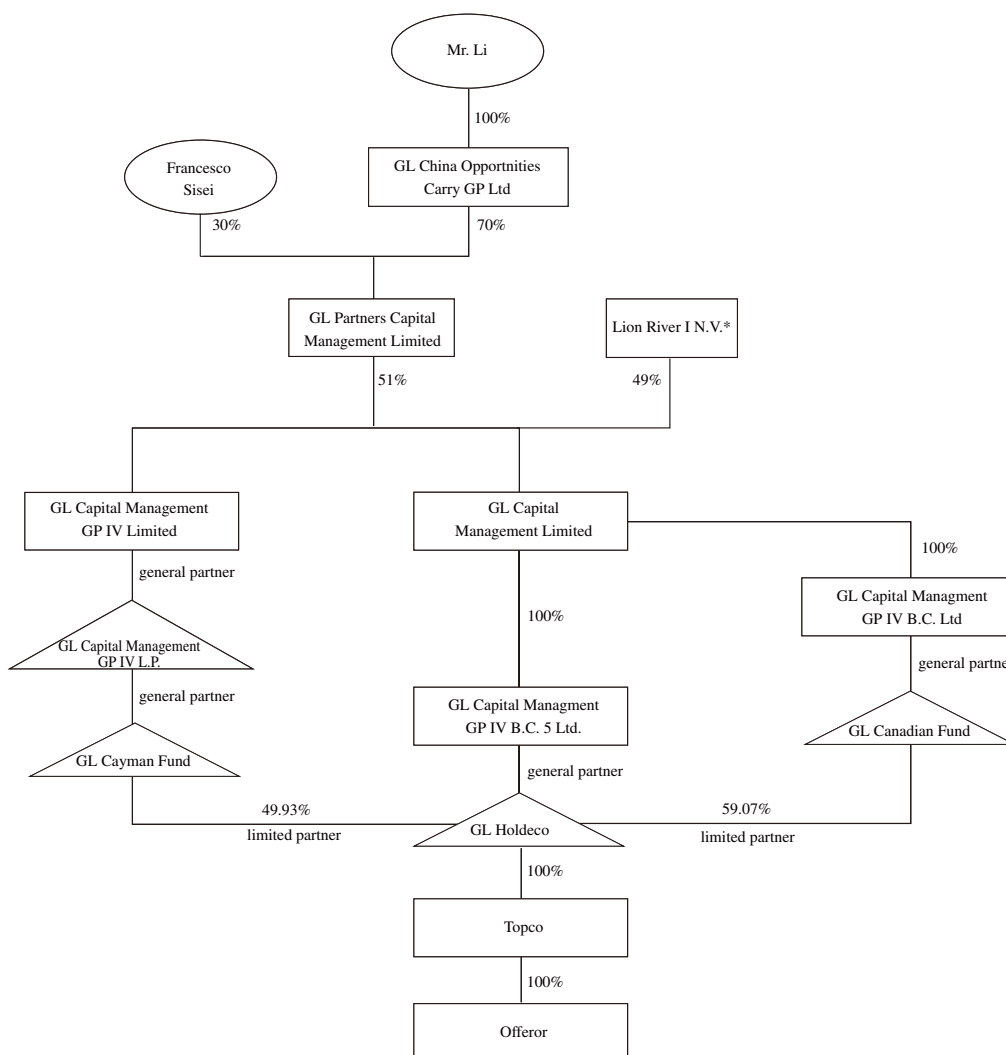 Mr. Li
100%
Francesco
Sisei
GL China Opportnities
Carry GP Ltd
30%
70%
GL Partners Capital
Management Limited
Lion River I N.V.*
51%
49%
GL Capital Management
GP IV Limited
GL Capital
Management Limited
general partner
100%
GL Capital Managment
GP IV B.C. Ltd
100%
GL Capital Management
GP IV L.P.
general partner
general partne
GL Capital Managment
GP IV B.C. 5 Ltd.
GL Cayman Fund
GL Canadian Fund
general partner
49.93%
limited partner
59.07%
limited partner
GL Holdeco
100%
Topco
100%
Offeror